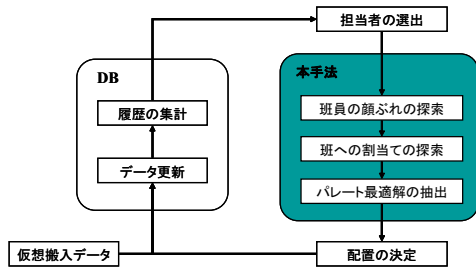 担当者の選出
DB
本手法
履歴の集計
班員の顔ぶれの探索
班への割当ての探索
データ更新
パレート最適解の抽出
仮想搬入データ
配置の決定